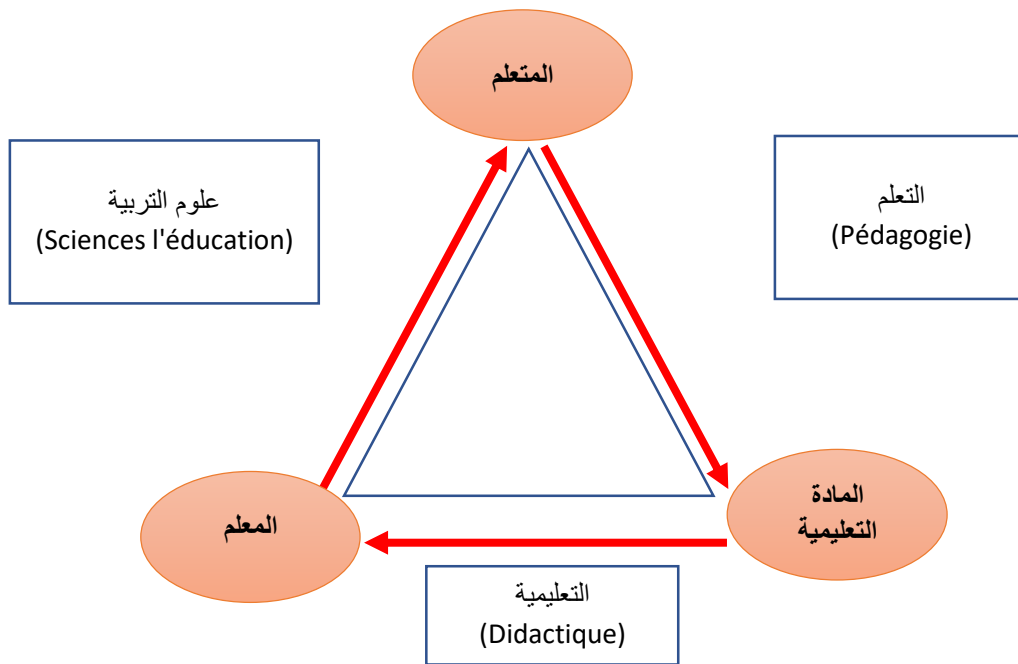 المتعلم
علوم التربية
(Sciences l'éducation)
التعلم
(Pédagogie)
المعلم
المادة
التعليمية
التعليمية
(Didactique)